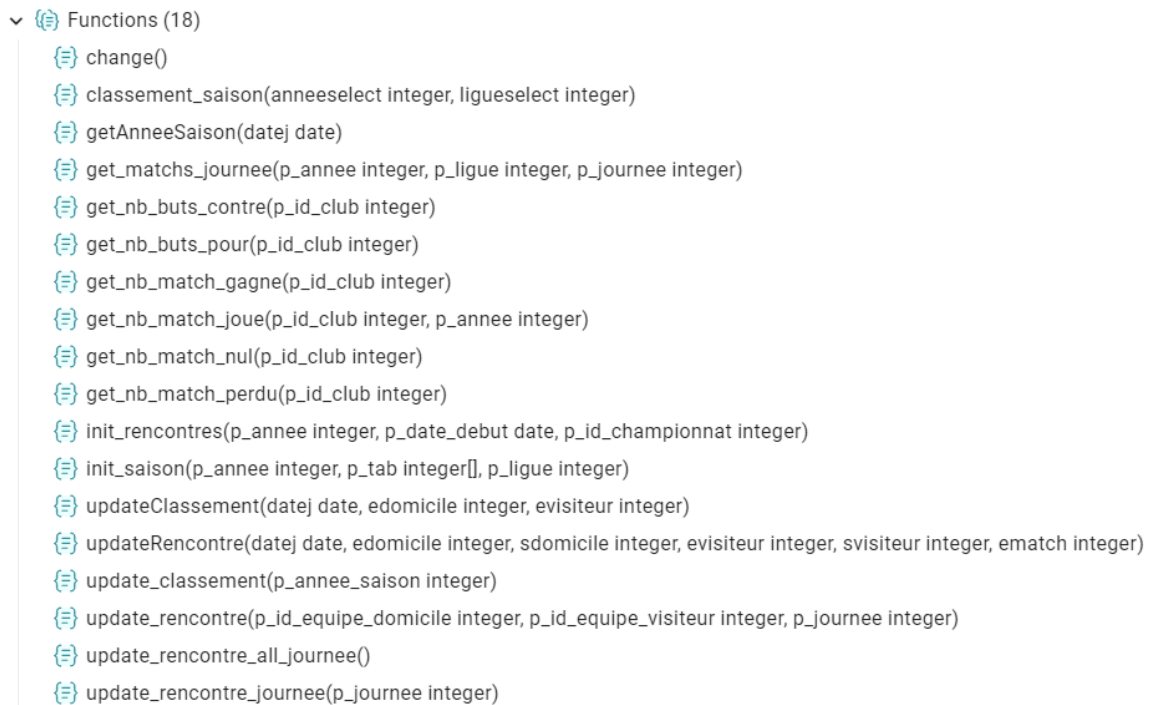 Functions (18)
change()
classement_saison(anneeselect integer, ligueselect integer)
getAnneeSaison(datej date)
get_matchs_journee(p_annee integer, p_ligue integer, p_journee integer)
get_nb_buts_contre(p_id_club integer)
get_nb_buts_pour(p_id_club integer)
get_nb_match_gagne(p_id_club integer)
get_nb_match_joue(p_id_club integer, p_annee integer)
get_nb_match_nul(p_id_club integer)
get_nb_match_perdu(p_id_club integer)
init_rencontres(p_annee integer, p_date_debut date, p_id_championnat integer)
init_saison(p_annee integer, p_tab integer[], p_ligue integer)
updateClassement(datej date, edomicile integer, evisiteur integer)
updateRencontre(datej date, edomicile integer, sdomicile integer, evisiteur integer, svisiteur integer, ematch integer)
update_classement(p_annee_saison integer)
update_rencontre(p_id_equipe_domicile integer, p_id_equipe_visiteur integer, p_journee integer)
update_rencontre_all_journee()
update_rencontre_journee(p_journee integer)